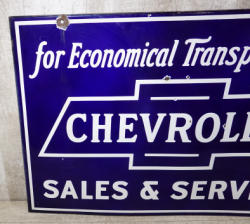 for Economical Transp
CHEVROL
SALES & SERV